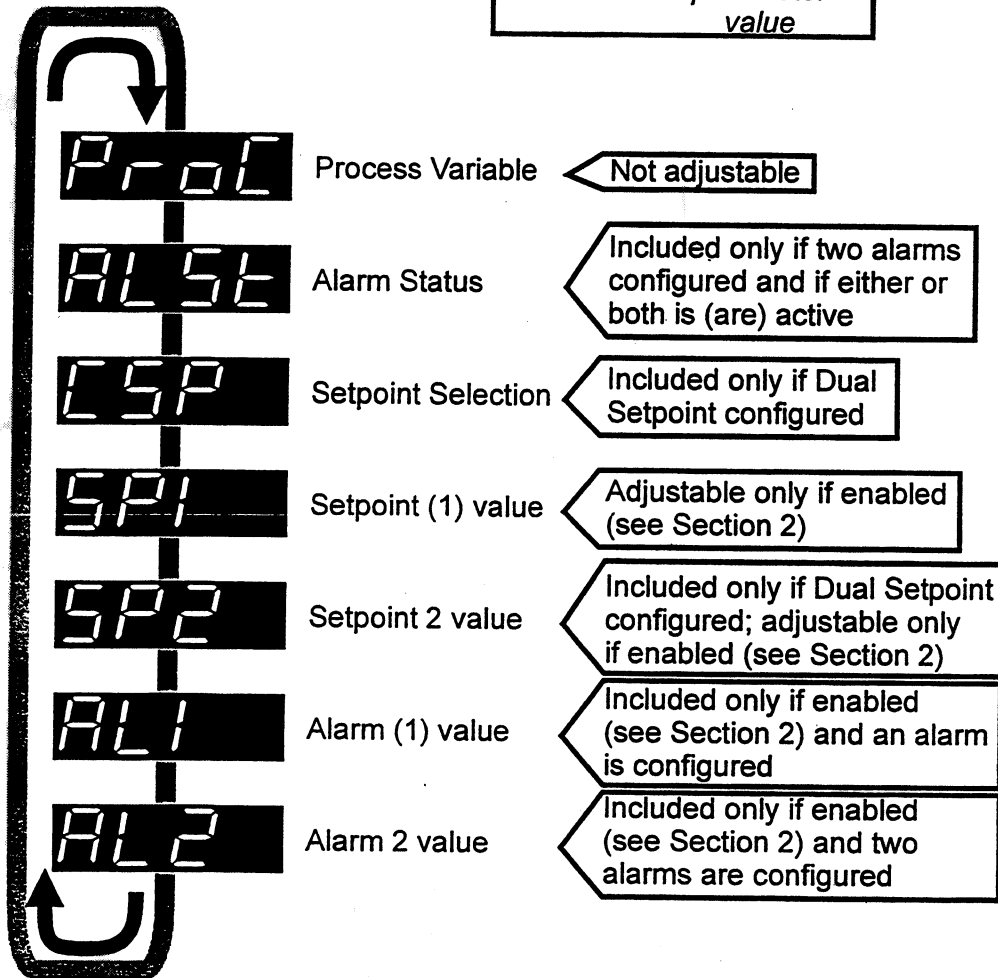 value
ProC
Process Variable
Not adjustable
ALSt
Alarm Status
Included only if two alarms
configured and if either or
both is (are) active
CSP
Setpoint Selection
Included only if Dual
Setpoint configured
SP1
Setpoint (1) value
Adjustable only if enabled
(see Section 2)
SP2
Setpoint 2 value
Included only if Dual Setpoint
configured; adjustable only
if enabled (see Section 2)
AL1
Alarm (1) value
Included only if enabled
(see Section 2) and an alarm
is configured
AL2
Alarm 2 value
Included only if enabled
(see Section 2) and two
alarms are configured